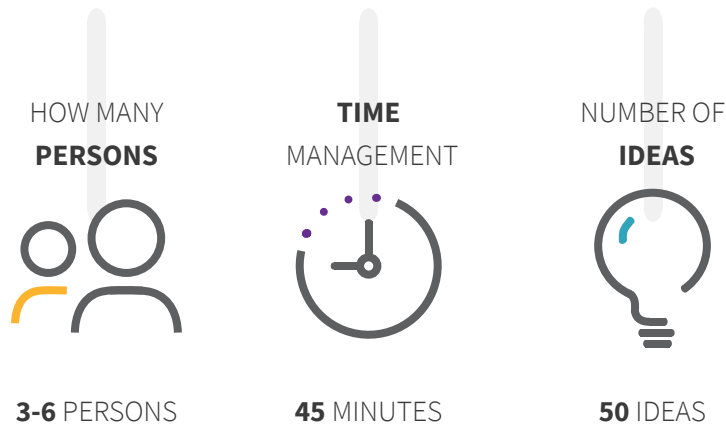 HOW MANY
PERSONS
3-6 PERSONS
TIME
MANAGEMENT
45 MINUTES
NUMBER OF
IDEAS
50 IDEAS